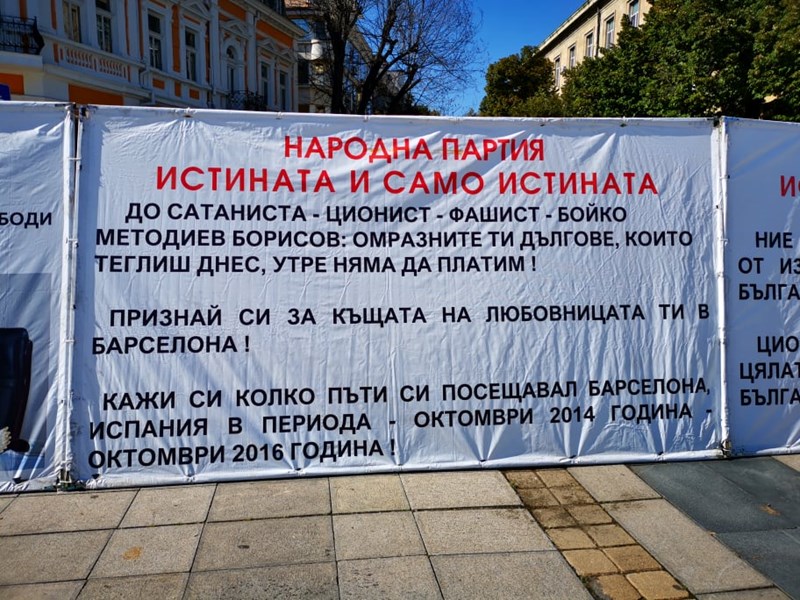 НАРОДНА ПАРТИЯ
ИСТИНАТА И САМО ИСТИНАТА
ДО САТАНИСТА - ЦИОНИСТ - ФАШИСТ - БОЙКО
МЕТОДИЕВ БОРИСОВ: ОМРАЗНИТЕ ТИ ДЪЛГОВЕ, КОИТО
ТЕГЛИШ ДНЕС, УТРЕ НЯМА ДА ПЛАТИМ !
ПРИЗНАЙ СИ ЗА КЪЩАТА НА ЛЮБОВНИЦАТА ТИ В
БАРСЕЛОНА !
КАЖИ СИ КОЛКО ПЪТИ СИ ПОСЕЩАВАЛ БАРСЕЛОНА,
ИСПАНИЯ В ПЕРИОДА - ОКТОМВРИ 2014 ГОДИНА -
ОКТОМВРИ 2016 ГОДИНА !
НИЕ
ОТ